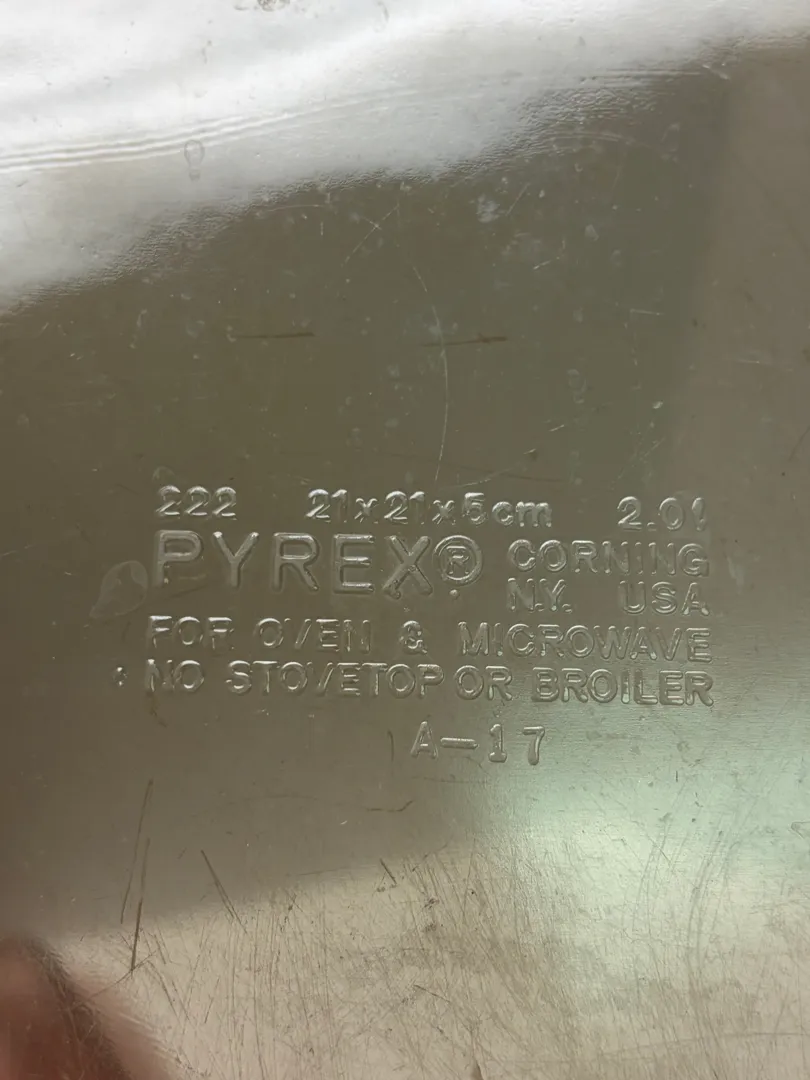 222 21x21x5cm 2.0ℓ
PYREX® CORNING
N.Y. USA
FOR OVEN & MICROWAVE
NO STOVETOP OR BROILER
A-17